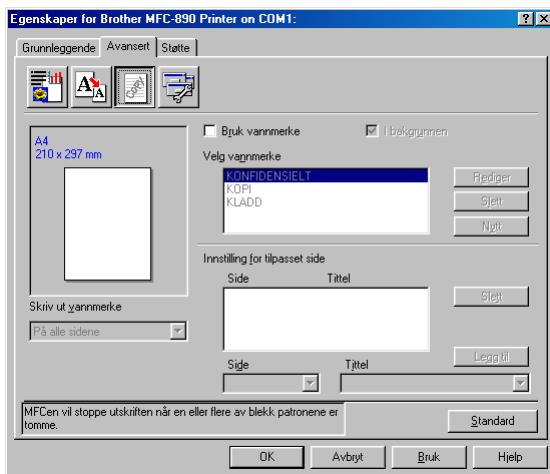 Egenskaper for Brother MFC-890 Printer on COM1:
Grunnleggende Avansert Støtte
A4
210 x 297 mm
Skriv ut vannmerke
På alle sidene
Bruk vannmerke I bakgrunnen
Velg vannmerke
KONFIDENSIELT
KOPI
KLADD
Rediger
Slett
Nytt
Innstilling for tilpasset side
Side Tittel
Slett
Legg til
Side Tittel
MFCen vil stoppe utskriften når en eller flere av blekk patronene er
tomme.
Standard
OK Avbryt Bruk Hjelp